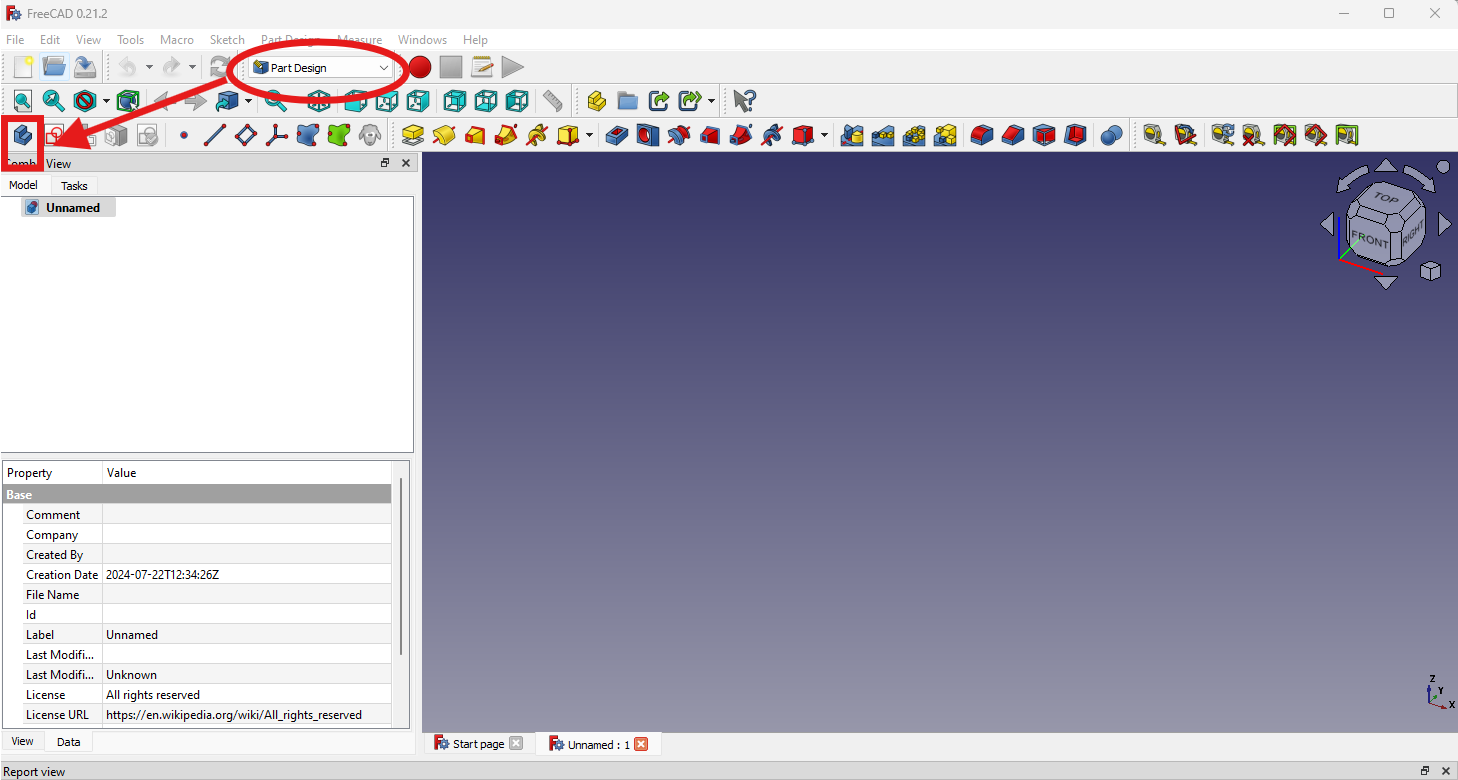 FreeCAD 0.21.2
File Edit View Tools Macro Sketch Part Design Measure Windows Help
Part Design
View
Model Tasks
Unnamed
TOP
FRONT
RIGHT
Property Value
Base
Comment
Company
Created By
Creation Date 2024-07-22T12:34:26Z
File Name
Id
Label Unnamed
Last Modifi...
Last Modifi... Unknown
License All rights reserved
License URL https://en.wikipedia.org/wiki/All_rights_reserved
Z
Y
X
View Data
Start page Unnamed : 1
Report view